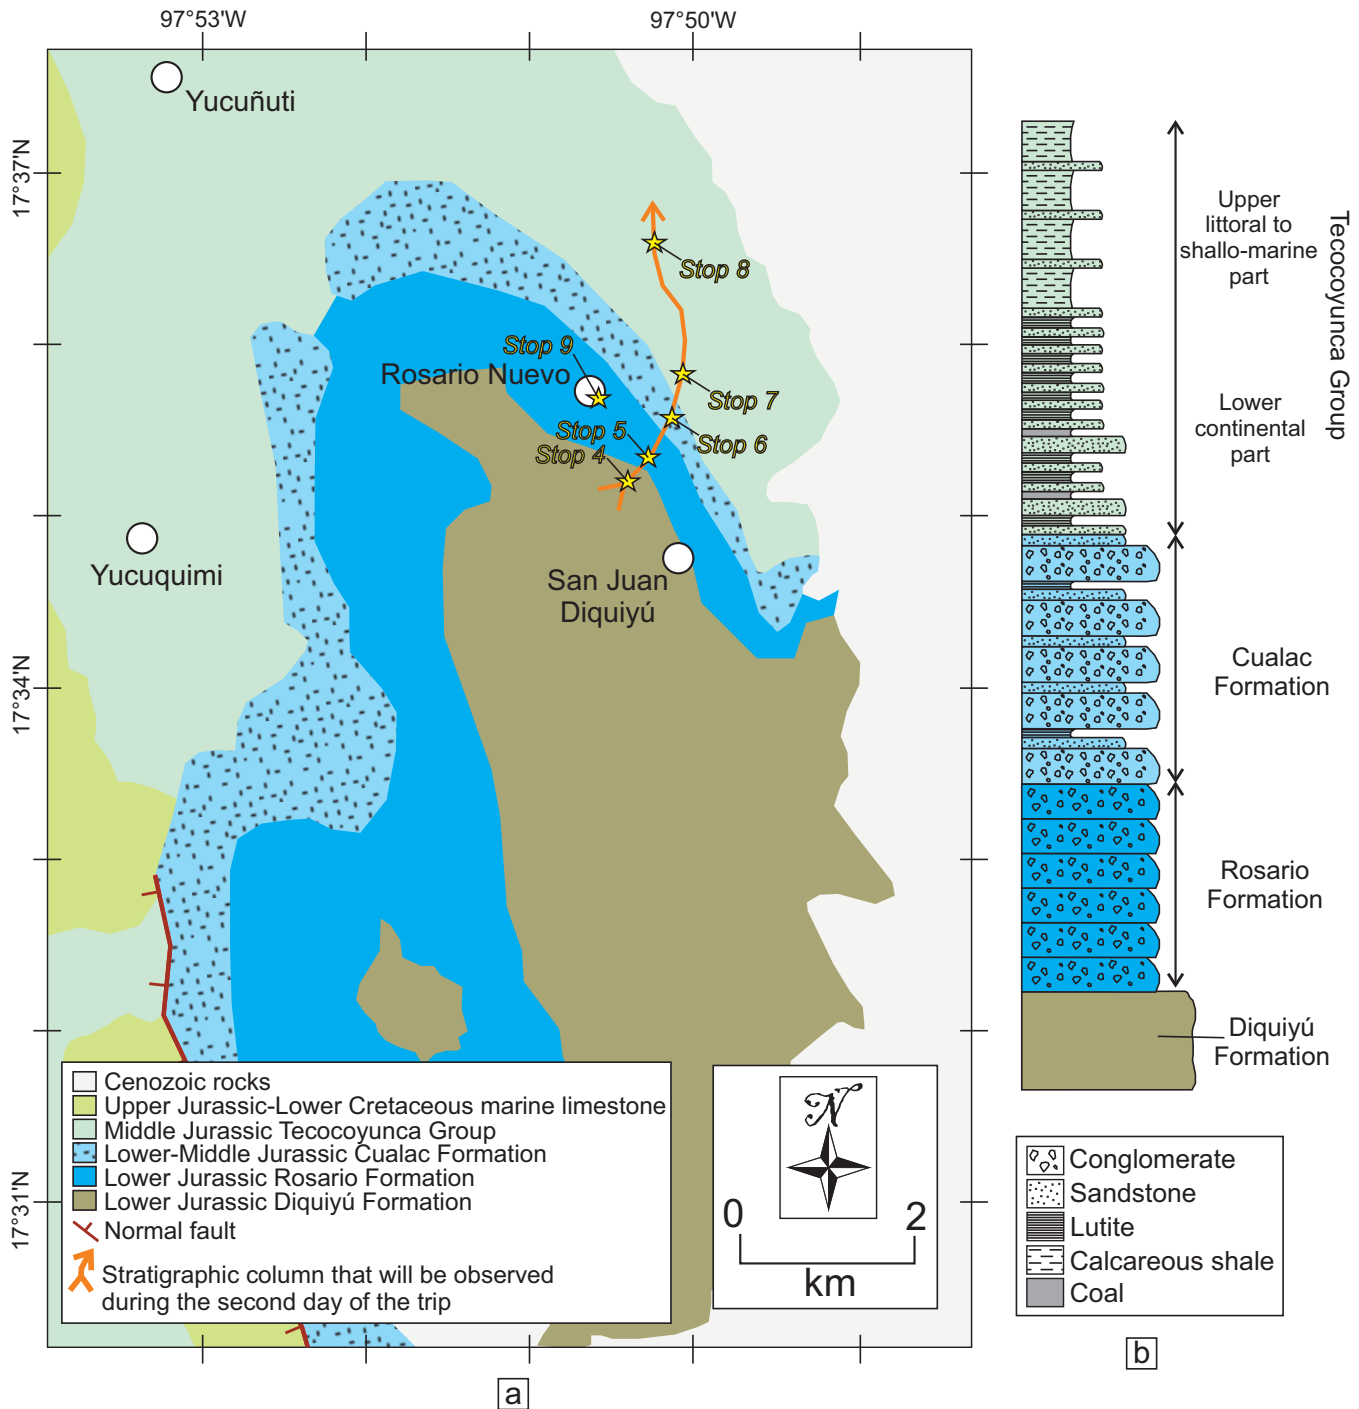 97°53'W
97°50'W
17°37'N
17°34'N
17°31'N
Yucuñuti
Stop 8
Stop 9
Rosario Nuevo
Stop 7
Stop 5
Stop 6
Stop 4
Yucuquimi
San Juan
Diquiyú
Cenozoic rocks
Upper Jurassic-Lower Cretaceous marine limestone
Middle Jurassic Tecocoyunca Group
Lower-Middle Jurassic Cualac Formation
Lower Jurassic Rosario Formation
Lower Jurassic Diquiyú Formation
Normal fault
Stratigraphic column that will be observed
during the second day of the trip
N
0 2
km
a
Upper
littoral to
shallo-marine
part
Lower
continental
part
Tecocoyunca Group
Cualac
Formation
Rosario
Formation
Diquiyú
Formation
Conglomerate
Sandstone
Lutite
Calcareous shale
Coal
b